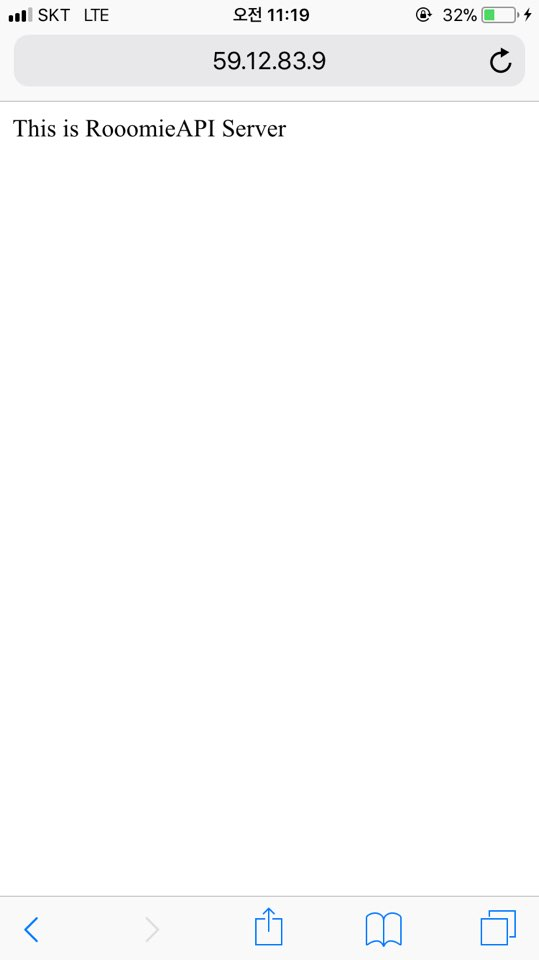 SKT LTE 오전 11:19 32%
59.12.83.9
This is RooomieAPI Server